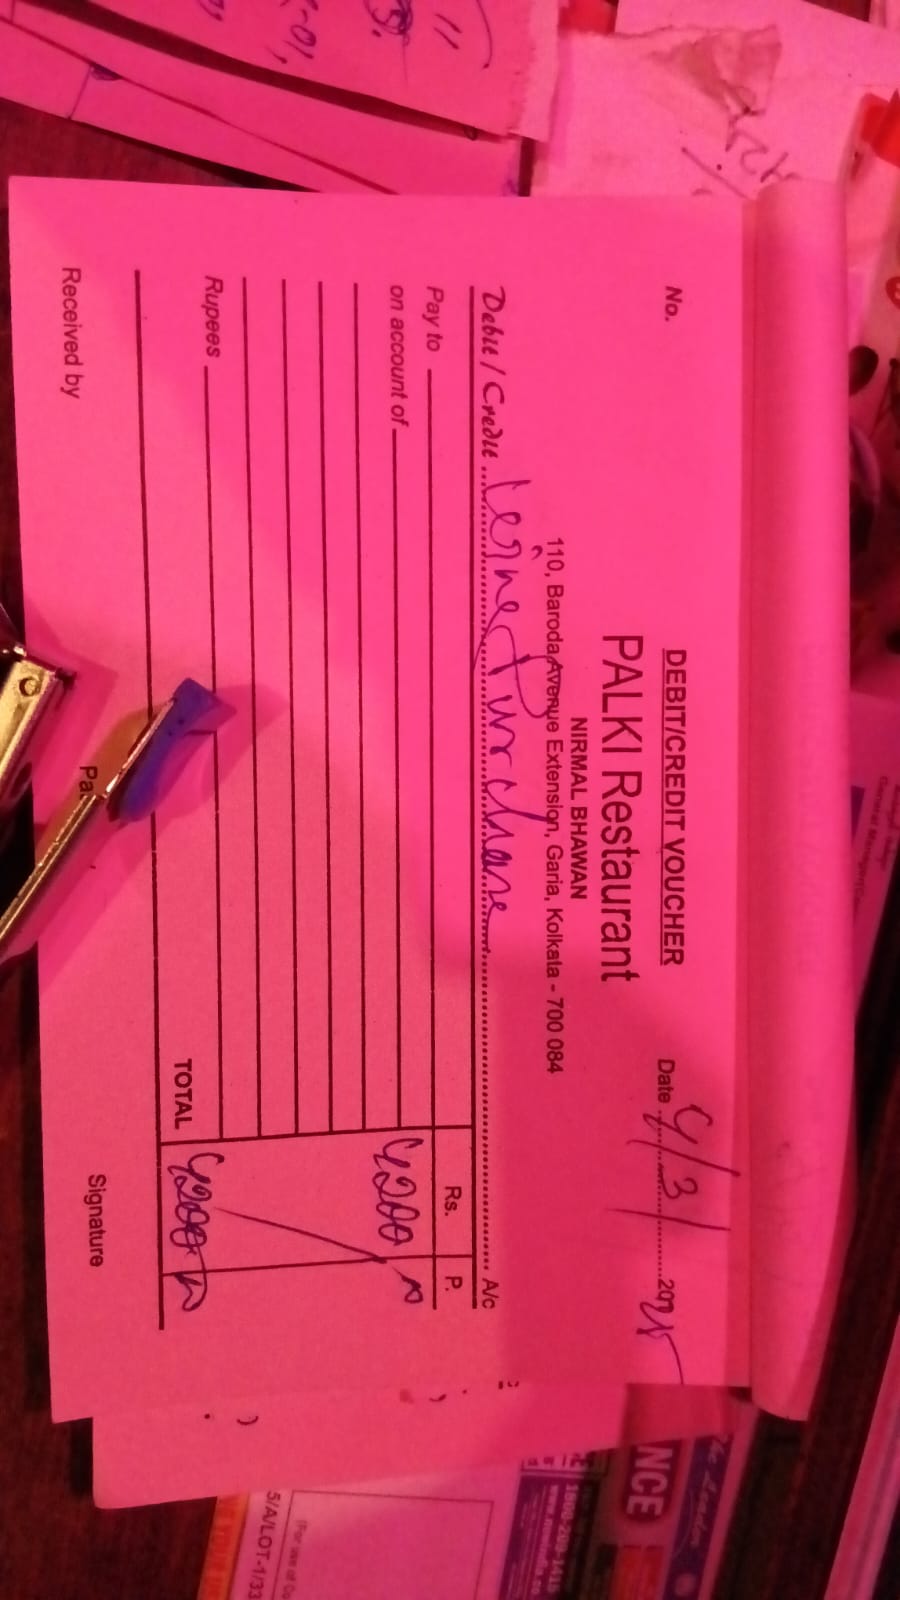 DEBIT/CREDIT VOUCHER
No.
PALKI Restaurant
Date 4/3/2025
NIRMAL BHAWAN
110, Baroda Avenue Extension, Garia, Kolkata - 700 084
Debit / Credit Purchase A/c
Pay to Rs. P.
on account of 4200
Rupees
TOTAL 4200
Received by Signature
NCE
5/A/LOT-1/33